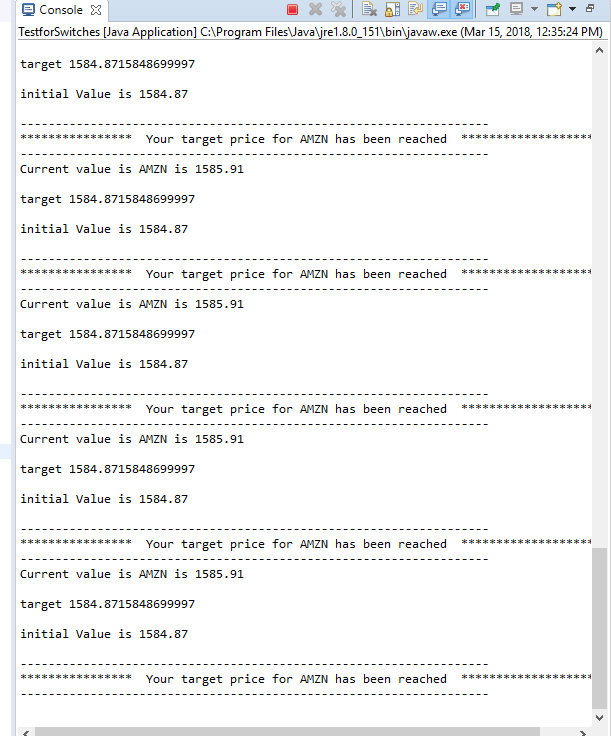 Console
TestforSwitches [Java Application] C:\Program Files\Java\jre1.8.0_151\bin\javaw.exe (Mar 15, 2018, 12:35:24 PM)
target 1584.8715848699997
initial Value is 1584.87
-------------------------------------------------------------------
**************** Your target price for AMZN has been reached *******************
-------------------------------------------------------------------
Current value is AMZN is 1585.91
target 1584.8715848699997
initial Value is 1584.87
-------------------------------------------------------------------
**************** Your target price for AMZN has been reached *******************
-------------------------------------------------------------------
Current value is AMZN is 1585.91
target 1584.8715848699997
initial Value is 1584.87
-------------------------------------------------------------------
**************** Your target price for AMZN has been reached *******************
-------------------------------------------------------------------
Current value is AMZN is 1585.91
target 1584.8715848699997
initial Value is 1584.87
-------------------------------------------------------------------
**************** Your target price for AMZN has been reached *******************
-------------------------------------------------------------------
Current value is AMZN is 1585.91
target 1584.8715848699997
initial Value is 1584.87
-------------------------------------------------------------------
**************** Your target price for AMZN has been reached *******************
-------------------------------------------------------------------